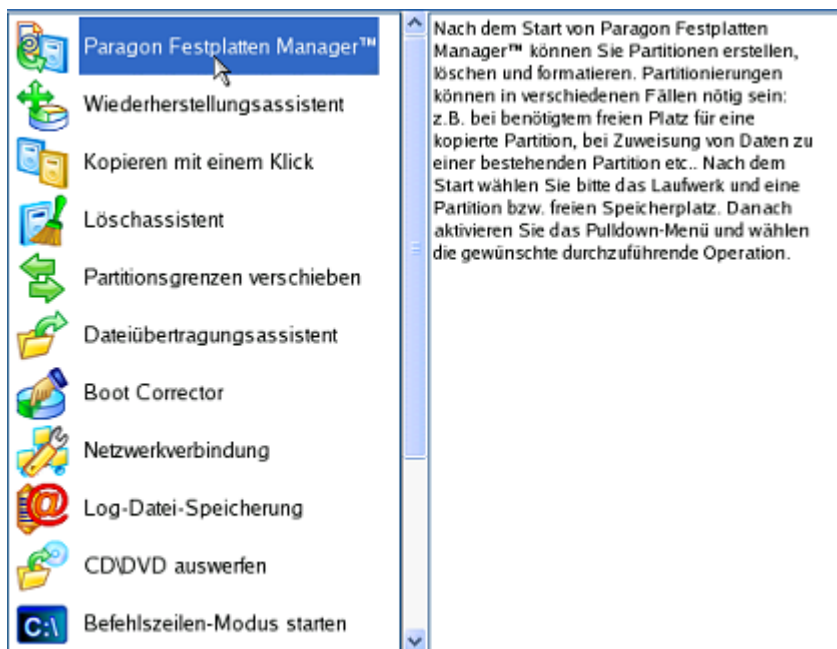 Paragon Festplatten Manager™
Wiederherstellungsassistent
Kopieren mit einem Klick
Löschassistent
Partitionsgrenzen verschieben
Dateiübertragungsassistent
Boot Corrector
Netzwerkverbindung
Log-Datei-Speicherung
CD\DVD auswerfen
C:\ Befehlszeilen-Modus starten
Nach dem Start von Paragon Festplatten
Manager™ können Sie Partitionen erstellen,
löschen und formatieren. Partitionierungen
können in verschiedenen Fällen nötig sein:
z.B. bei benötigtem freien Platz für eine
kopierte Partition, bei Zuweisung von Daten zu
einer bestehenden Partition etc.. Nach dem
Start wählen Sie bitte das Laufwerk und eine
Partition bzw. freien Speicherplatz. Danach
aktivieren Sie das Pulldown-Menü und wählen
die gewünschte durchzuführende Operation.